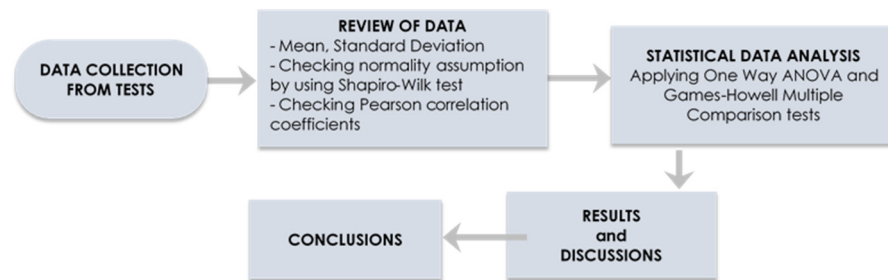 DATA COLLECTION
FROM TESTS
REVIEW OF DATA
- Mean, Standard Deviation
- Checking normality assumption
by using Shapiro-Wilk test
- Checking Pearson correlation
coefficients
STATISTICAL DATA ANALYSIS
Applying One Way ANOVA and
Games-Howell Multiple
Comparison tests
RESULTS
and
DISCUSSIONS
CONCLUSIONS